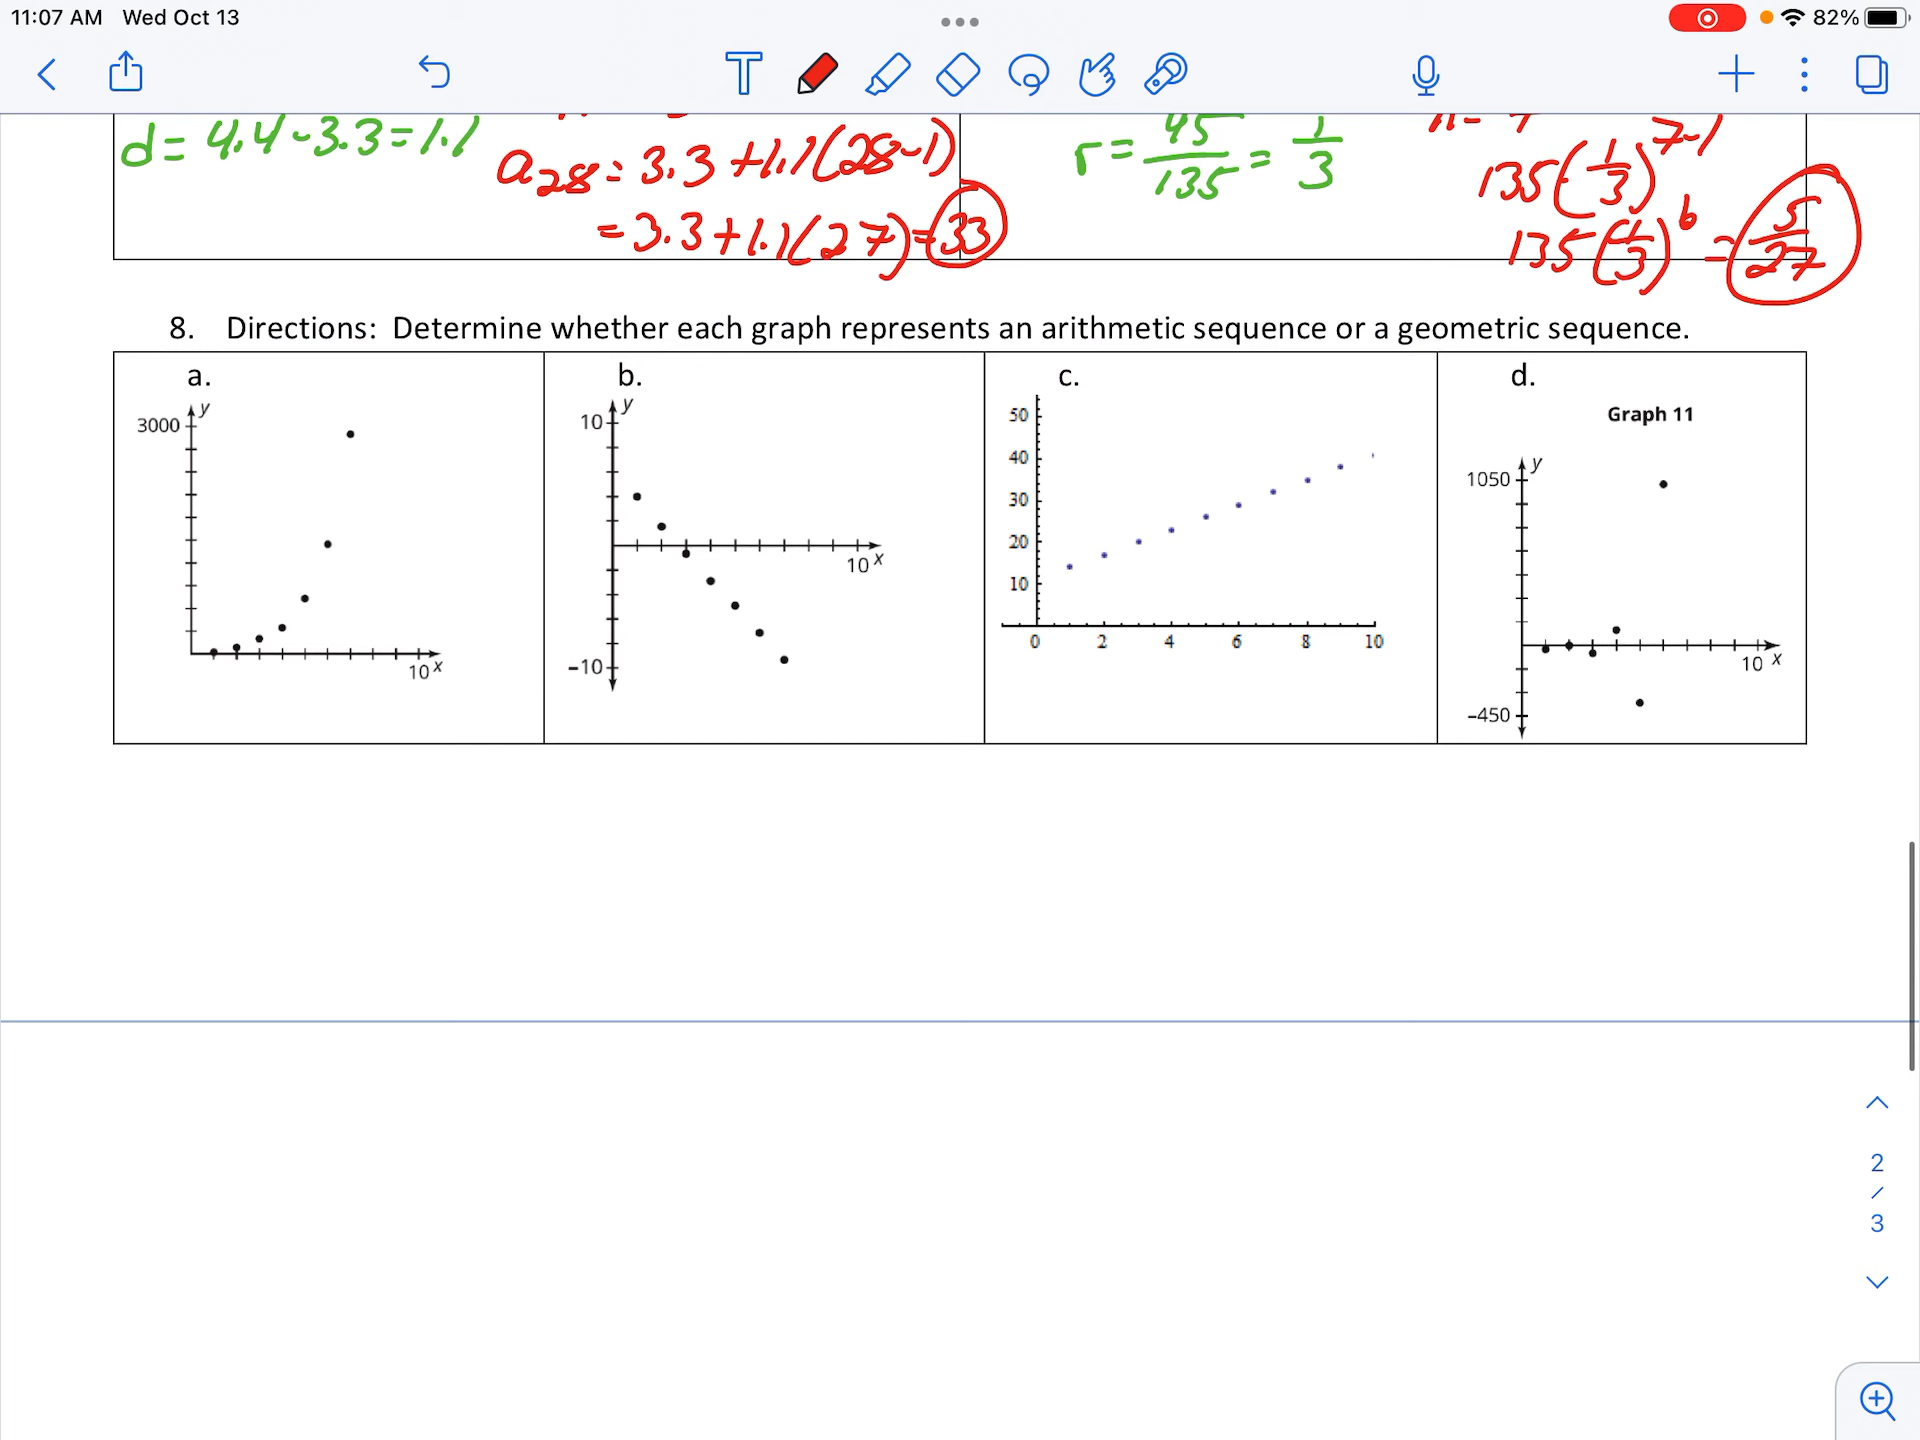 11:07 AM Wed Oct 13
82%
T
d = 4.4 - 3.3 = 1.1
a28 = 3.3 + 1.1(28-1)
= 3.3 + 1.1(27) = 33
r = 45/135 = 1/3
135(1/3)^7-1
135(1/3)^6 = 5/27
8. Directions: Determine whether each graph represents an arithmetic sequence or a geometric sequence.
a.
3000
y
10 x
b.
10
y
10 x
-10
c.
50
40
30
20
10
0 2 4 6 8 10
d.
Graph 11
1050
y
10 x
-450
2
/
3